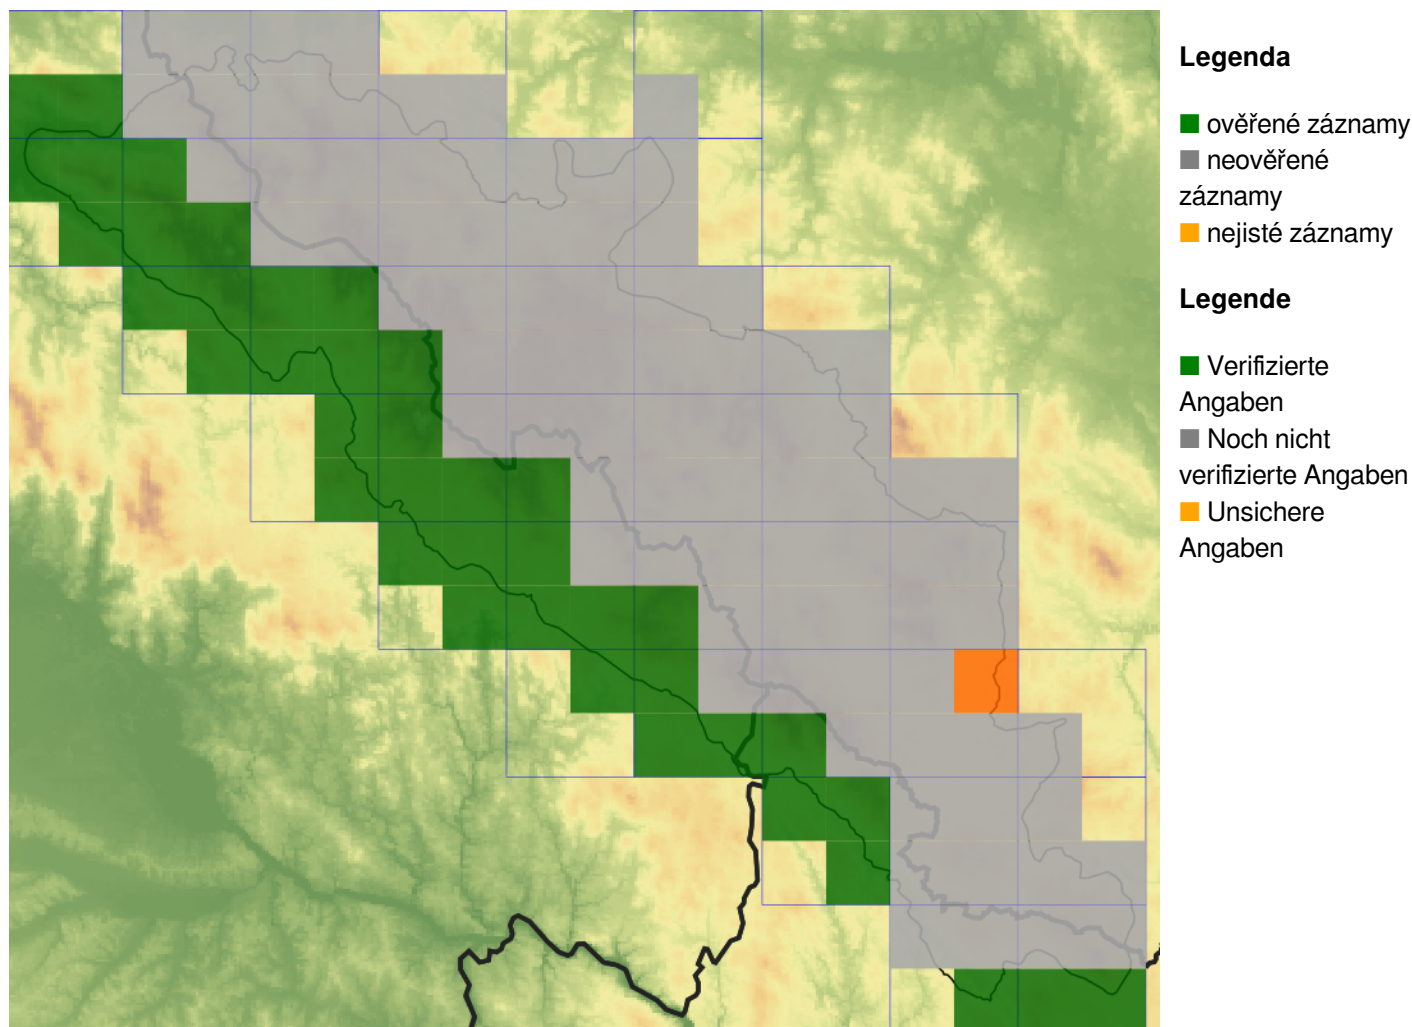 Legenda
ověřené záznamy
neověřené
záznamy
nejisté záznamy
Legende
Verifizierte
Angaben
Noch nicht
verifizierte Angaben
Unsichere
Angaben